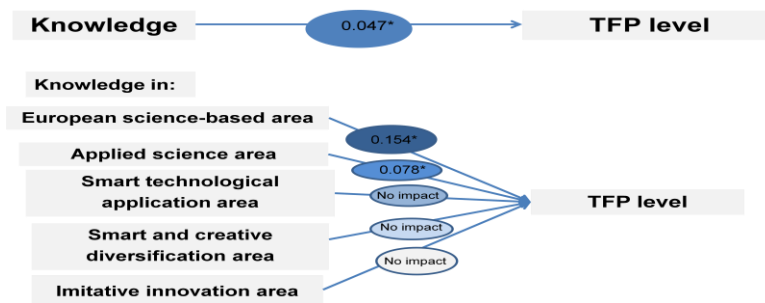 Knowledge 0.047* TFP level
Knowledge in:
European science-based area
0.154*
Applied science area
0.078*
Smart technological
application area
No impact
TFP level
Smart and creative
diversification area
No impact
Imitative innovation area
No impact